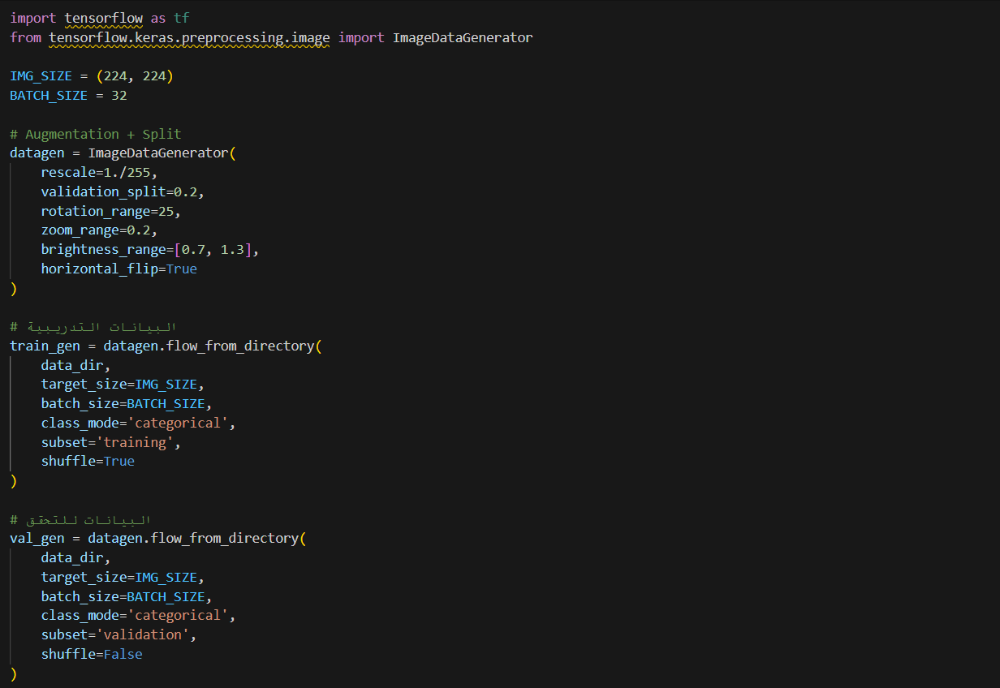 import tensorflow as tf
from tensorflow.keras.preprocessing.image import ImageDataGenerator
IMG_SIZE = (224, 224)
BATCH_SIZE = 32
# Augmentation + Split
datagen = ImageDataGenerator(
    rescale=1./255,
    validation_split=0.2,
    rotation_range=25,
    zoom_range=0.2,
    brightness_range=[0.7, 1.3],
    horizontal_flip=True
)
# البيانات التدريبية
train_gen = datagen.flow_from_directory(
    data_dir,
    target_size=IMG_SIZE,
    batch_size=BATCH_SIZE,
    class_mode='categorical',
    subset='training',
    shuffle=True
)
# البيانات للتحقق
val_gen = datagen.flow_from_directory(
    data_dir,
    target_size=IMG_SIZE,
    batch_size=BATCH_SIZE,
    class_mode='categorical',
    subset='validation',
    shuffle=False
)